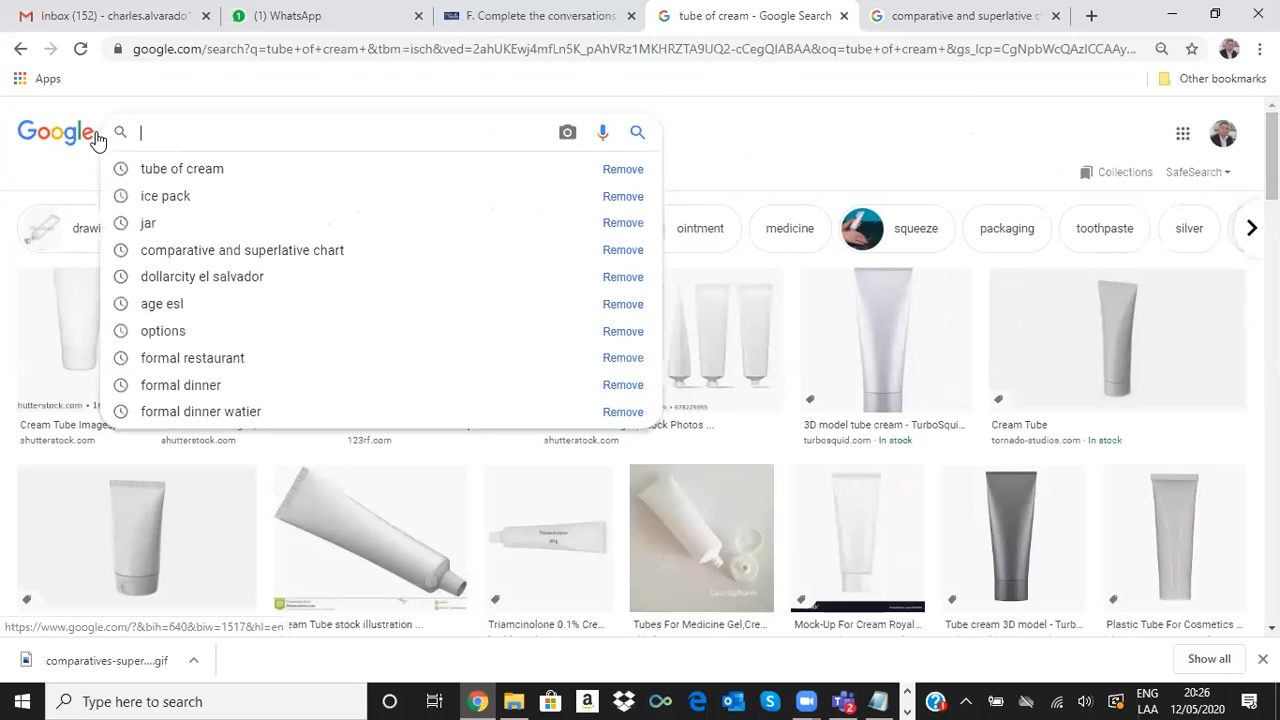 Inbox (152) - charles.alvarado
(1) WhatsApp
F. Complete the conversations
tube of cream - Google Search
comparative and superlative c
google.com/search?q=tube+of+cream+&tbm=isch&ved=2ahUKEwj4mfLn5K_pAhVRz1MKHRZTA9UQ2-cCegQIABAA&oq=tube+of+cream+&gs_lcp=CgNpbWcQAzICCAAy...
Apps
Other bookmarks
Google
tube of cream Remove
ice pack Remove
jar Remove
comparative and superlative chart Remove
dollarcity el salvador Remove
age esl Remove
options Remove
formal restaurant Remove
formal dinner Remove
formal dinner watier Remove
Collections SafeSearch
drawi
ointment
medicine
squeeze
packaging
toothpaste
silver
Cream Tube Image
k Photos ...
3D model tube cream - TurboSqui...
Cream Tube
shutterstock.com
shutterstock.com
123rf.com
shutterstock.com
turbosquid.com · In stock
tornado-studios.com · In stock
am Tube stock illustration ...
Triamcinolone 0.1% Cre...
Tubes For Medicine Gel,Cre...
Mock-Up For Cream Royal...
Tube cream 3D model - Turb...
Plastic Tube For Cosmetics ...
https://www.google.com/?&bih=640&biw=1517&hl=en
comparatives-super....gif
Show all
Type here to search
ENG
LAA
20:26
12/05/2020